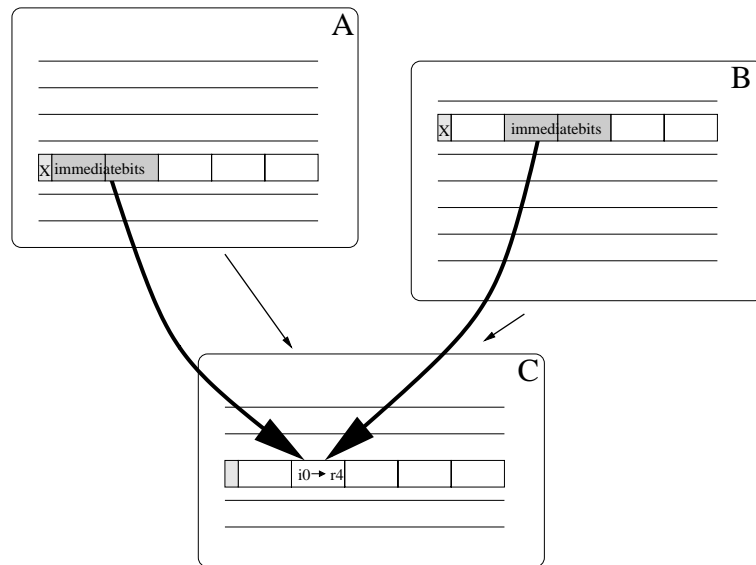 A
X immediatebits
B
X immediatebits
C
i0→ r4